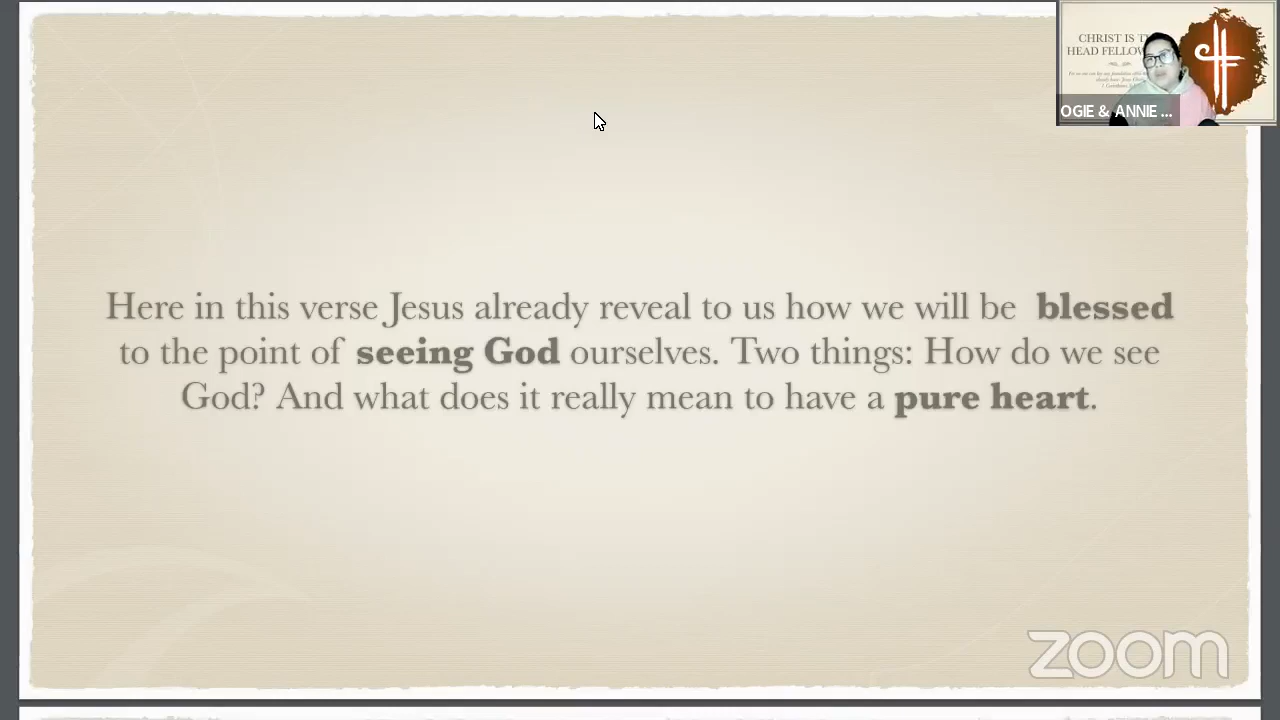 CHRIST IS
HEAD
OGIE & ANNIE ...
Here in this verse Jesus already reveal to us how we will be blessed
to the point of seeing God ourselves. Two things: How do we see
God? And what does it really mean to have a pure heart.
zoom